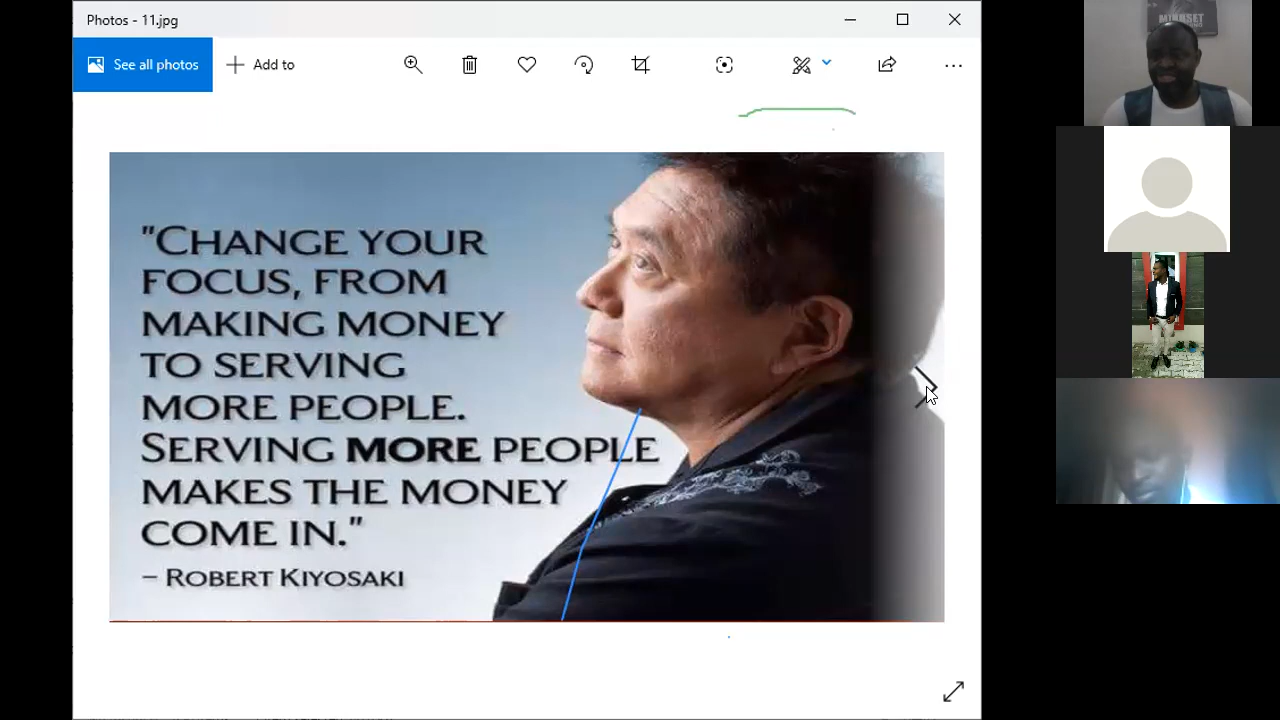 Photos - 11.jpg
See all photos
Add to
"CHANGE YOUR
FOCUS, FROM
MAKING MONEY
TO SERVING
MORE PEOPLE.
SERVING MORE PEOPLE
MAKES THE MONEY
COME IN."
– ROBERT KIYOSAKI
MINDSET